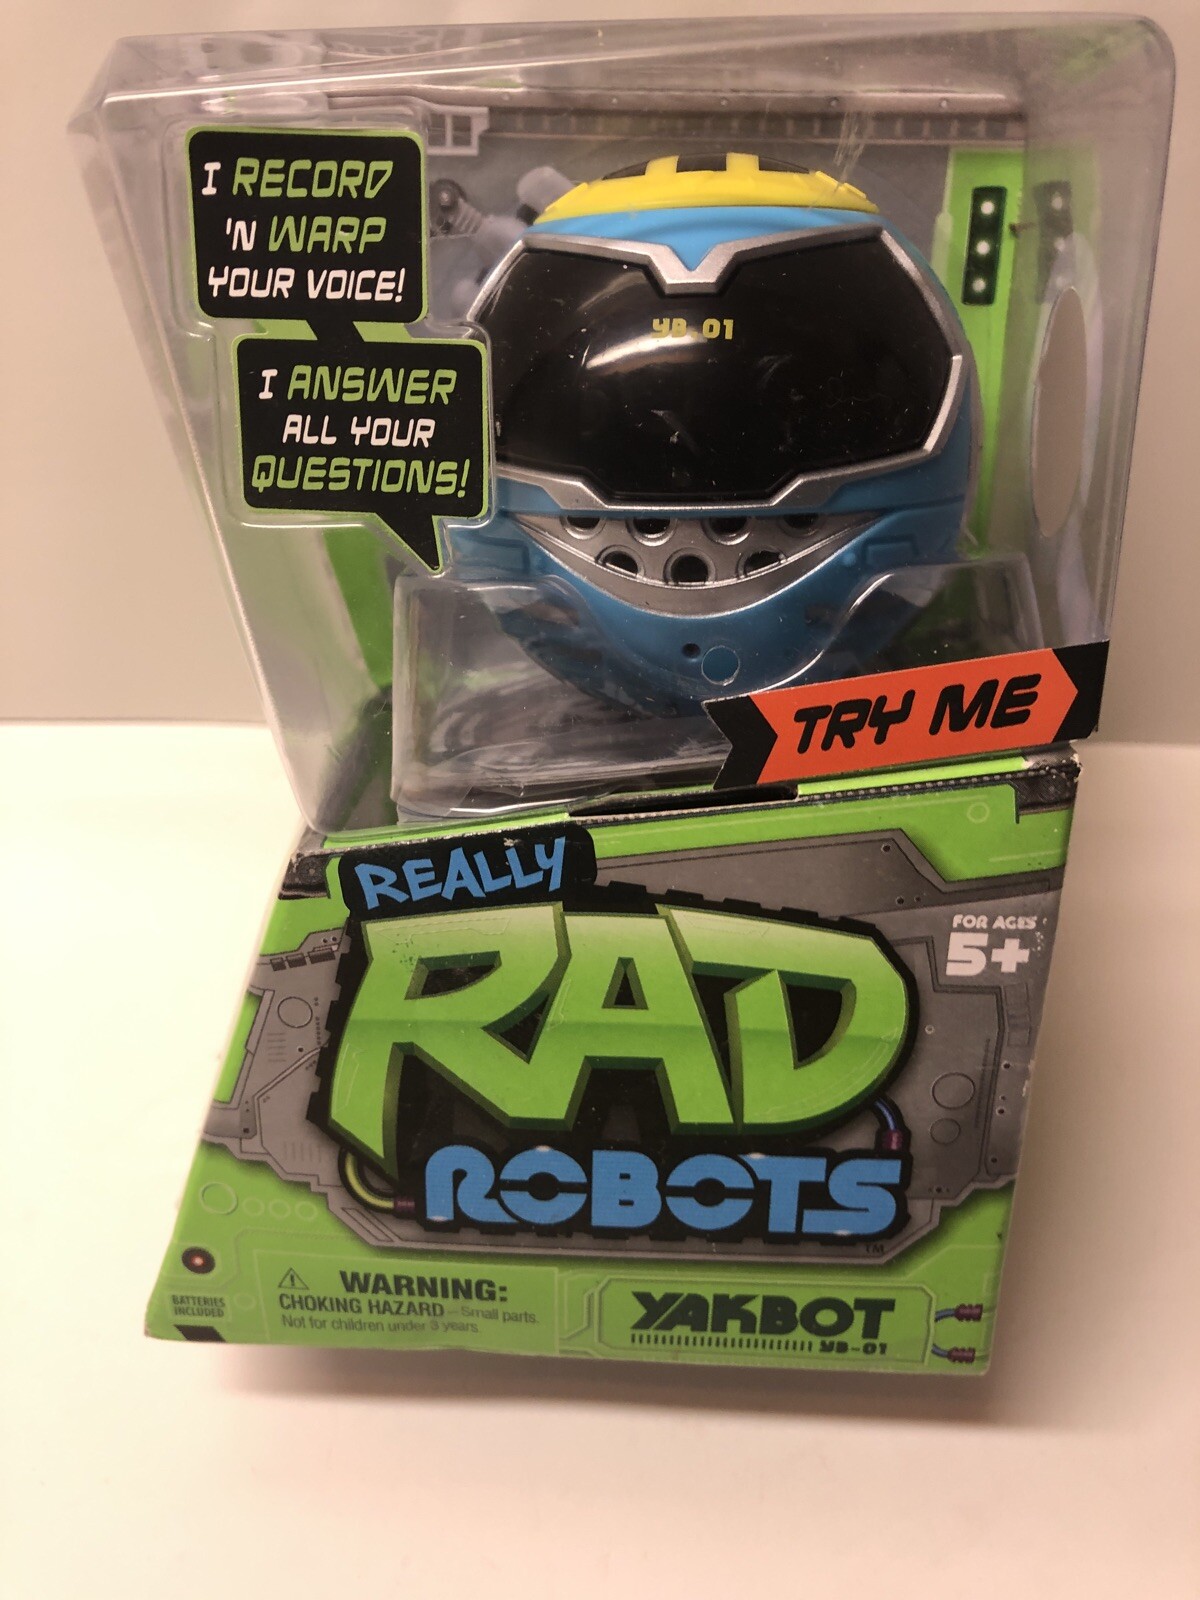 I RECORD
'N WARP
YOUR VOICE!
I ANSWER
ALL YOUR
QUESTIONS!
YB-01
TRY ME
REALLY
RAD
ROBOTS
TM
FOR AGES
5+
BATTERIES
INCLUDED
WARNING:
CHOKING HAZARD — Small parts.
Not for children under 3 years.
YAKBOT
YB-01